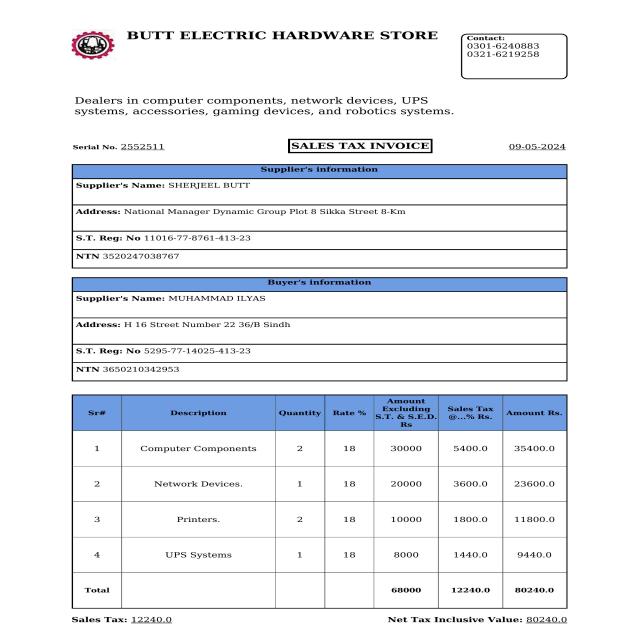 BUTT ELECTRIC HARDWARE STORE
Contact:
0301-6240883
0321-6219258
Dealers in computer components, network devices, UPS
systems, accessories, gaming devices, and robotics systems.
Serial No. 2552511 SALES TAX INVOICE 09-05-2024
Supplier's information
Supplier's Name: SHERJEEL BUTT
Address: National Manager Dynamic Group Plot 8 Sikka Street 8-Km
S.T. Reg: No 11016-77-8761-413-23
NTN 3520247038767
Buyer's information
Supplier's Name: MUHAMMAD ILYAS
Address: H 16 Street Number 22 36/B Sindh
S.T. Reg: No 5295-77-14025-413-23
NTN 3650210342953
Sr# Description Quantity Rate % Amount Excluding S.T. & S.E.D. Rs Sales Tax @...% Rs. Amount Rs.
1 Computer Components 2 18 30000 5400.0 35400.0
2 Network Devices. 1 18 20000 3600.0 23600.0
3 Printers. 2 18 10000 1800.0 11800.0
4 UPS Systems 1 18 8000 1440.0 9440.0
Total 68000 12240.0 80240.0
Sales Tax: 12240.0 Net Tax Inclusive Value: 80240.0